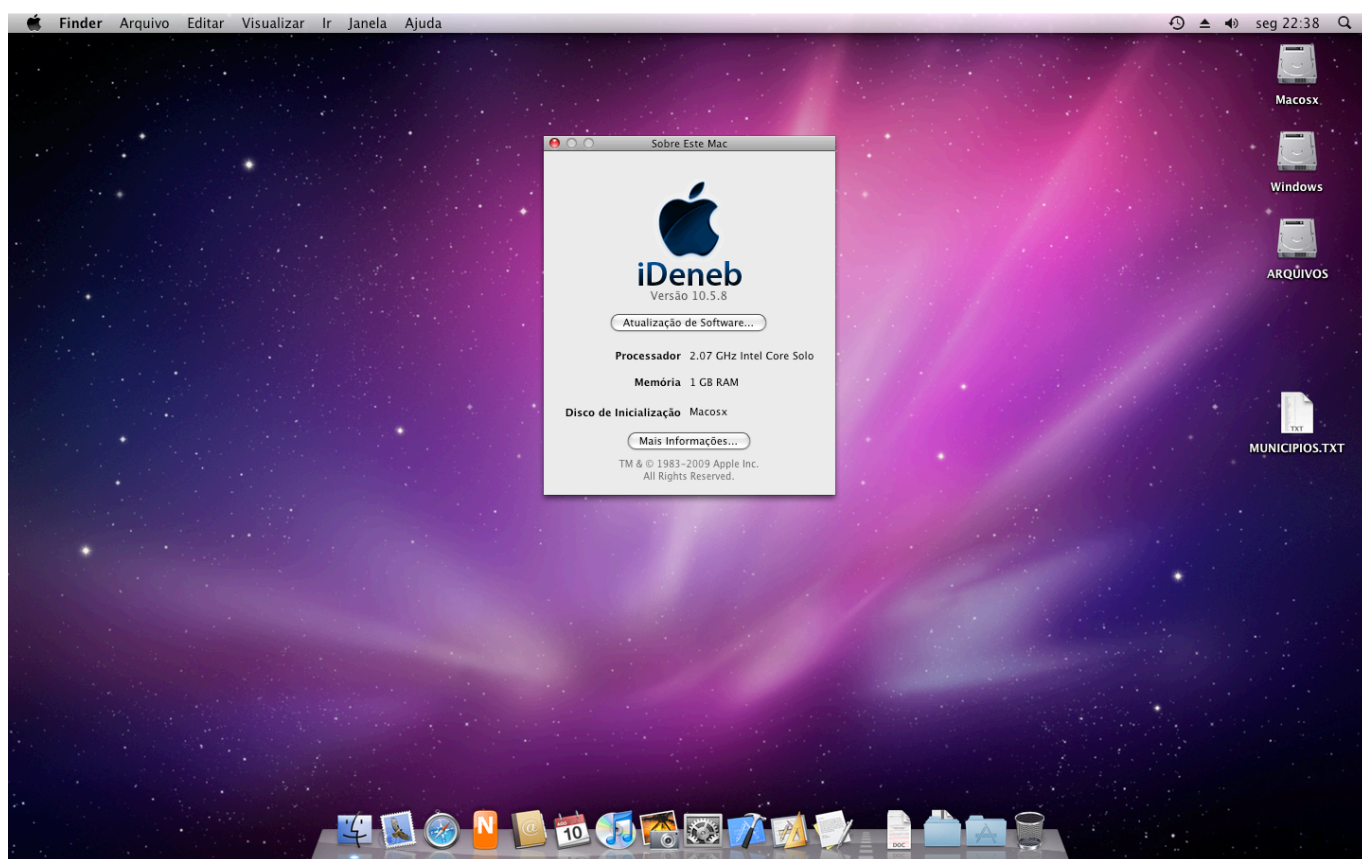 Finder Arquivo Editar Visualizar Ir Janela Ajuda
seg 22:38
Macosx
Windows
ARQUIVOS
MUNICIPIOS.TXT
TXT
Sobre Este Mac
iDeneb
Versão 10.5.8
Atualização de Software...
Processador 2.07 GHz Intel Core Solo
Memória 1 GB RAM
Disco de Inicialização Macosx
Mais Informações...
TM & © 1983-2009 Apple Inc.
All Rights Reserved.
N
@
10
DOC